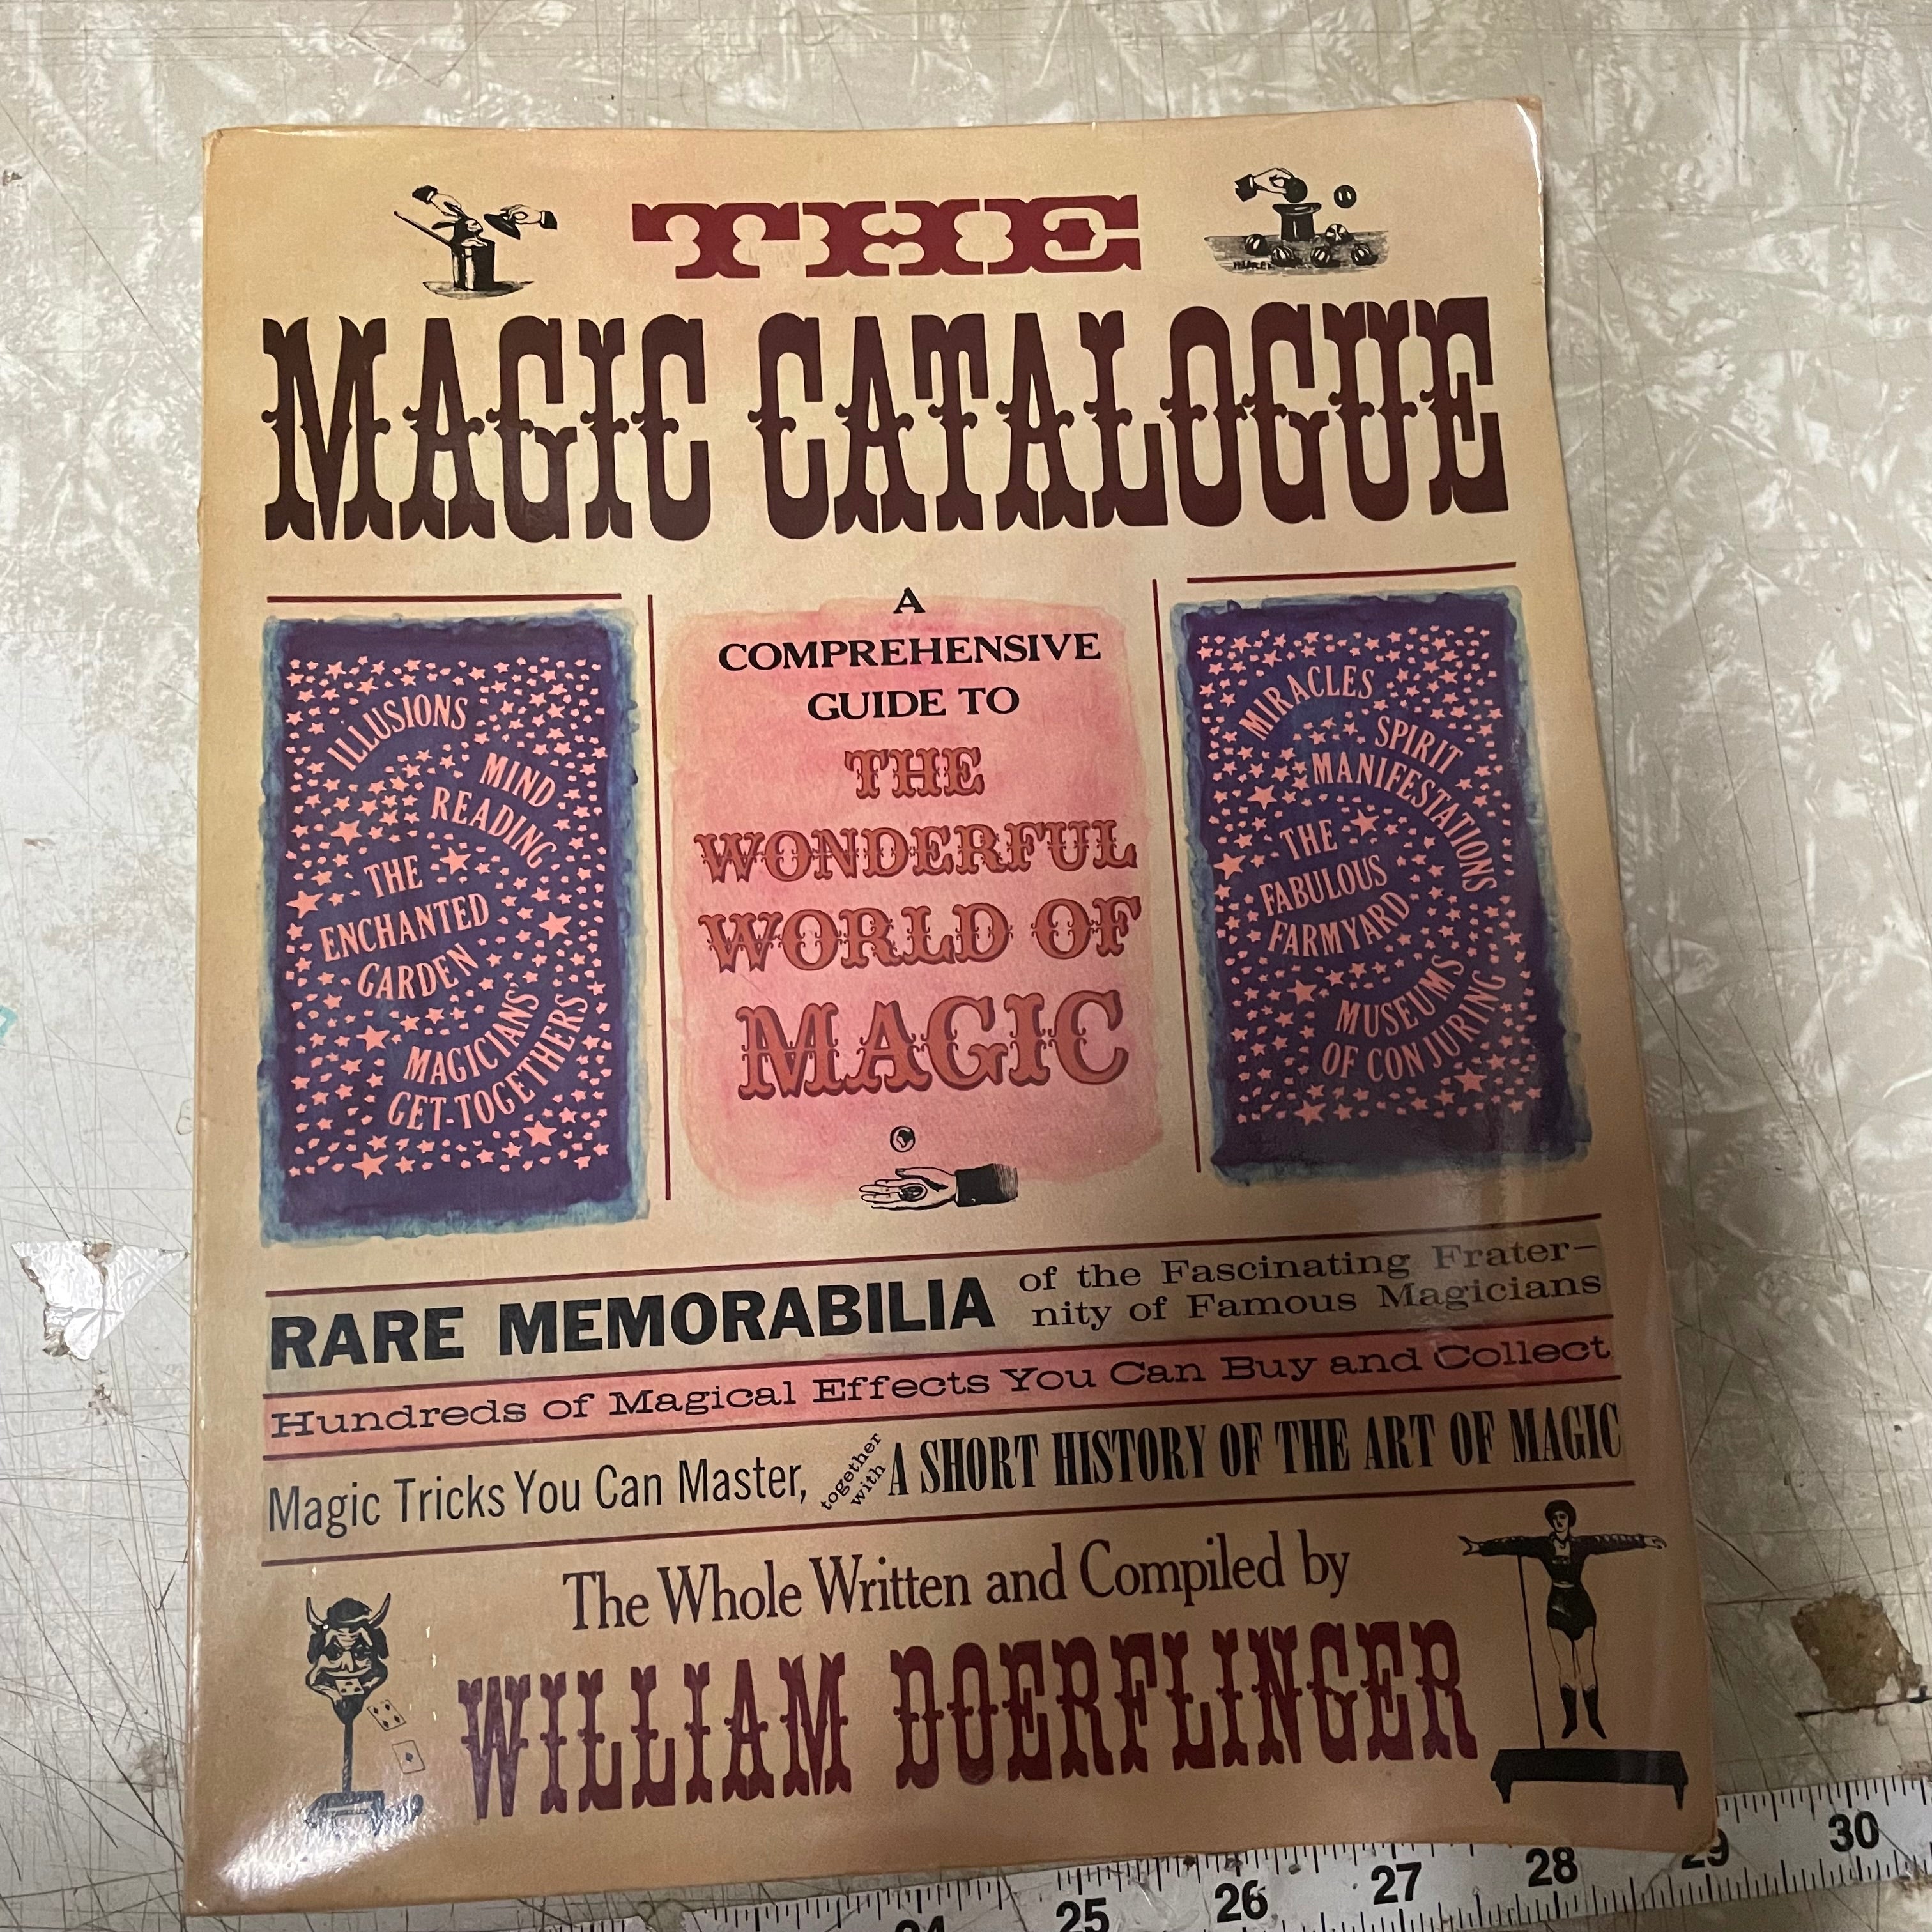 THE
MAGIC CATALOGUE
ILLUSIONS
MIND
READING
THE
ENCHANTED
GARDEN
MAGICIANS'
GET-TOGETHERS
A
COMPREHENSIVE
GUIDE TO
THE
WONDERFUL
WORLD OF
MAGIC
MIRACLES
SPIRIT
MANIFESTATIONS
THE
FABULOUS
FARMYARD
MUSEUMS
OF CONJURING
RARE MEMORABILIA of the Fascinating Frater-
nity of Famous Magicians
Hundreds of Magical Effects You Can Buy and Collect
Magic Tricks You Can Master, together with A SHORT HISTORY OF THE ART OF MAGIC
The Whole Written and Compiled by
WILLIAM DOERFLINGER
24 25 26 27 28 29 30